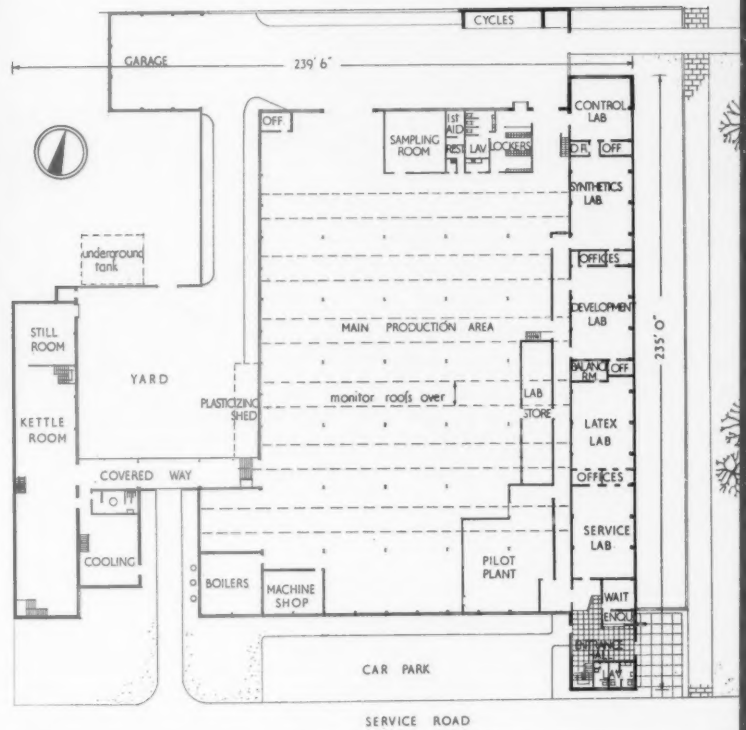 CYCLES
GARAGE
239' 6"
CONTROL
LAB
OFF.
1st
AID
SAMPLING
ROOM
REST
LAV
LOCKERS
D.R.
OFF
SYNTHETICS
LAB.
underground
tank
OFFICES
STILL
ROOM
MAIN PRODUCTION AREA
DEVELOPMENT
LAB
235' 0"
YARD
BALANCE
RM.
OFF
PLASTICIZING
SHED
monitor roofs over
LAB
STORE
KETTLE
ROOM
LATEX
LAB
COVERED WAY
OFFICES
SERVICE
LAB
COOLING
BOILERS
MACHINE
SHOP
PILOT
PLANT
WAIT
ENQU
ENTRANCE
HALL
CAR PARK
LAV
SERVICE ROAD